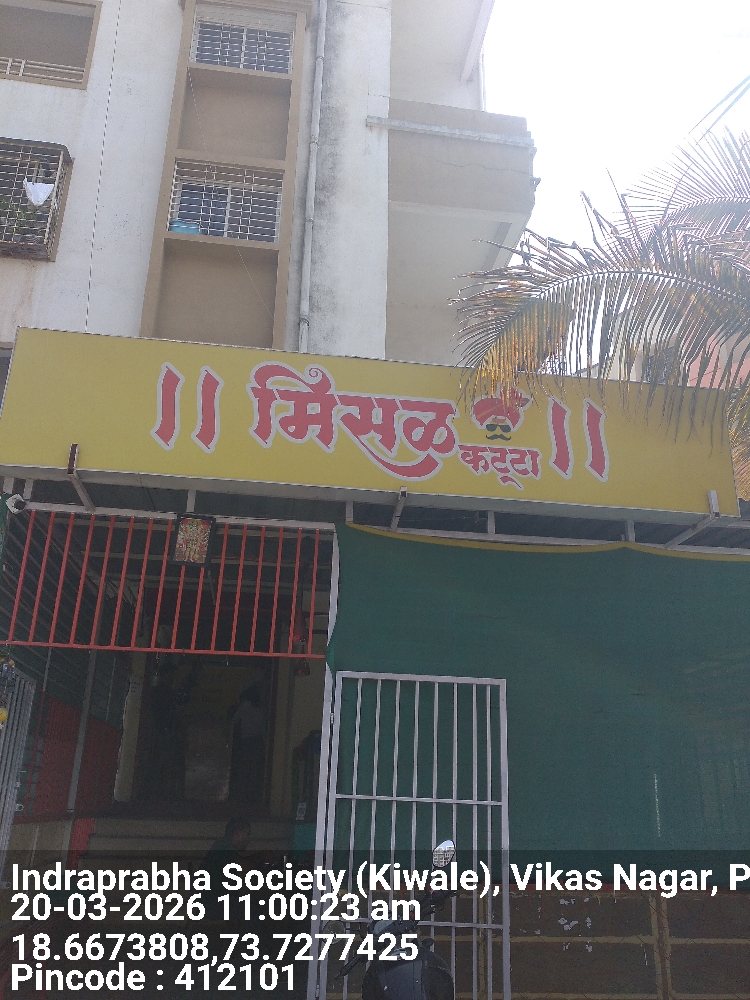 ॥ मिसळ कट्टा ॥
Indraprabha Society (Kiwale), Vikas Nagar, P
20-03-2026 11:00:23 am
18.6673808,73.7277425
Pincode : 412101